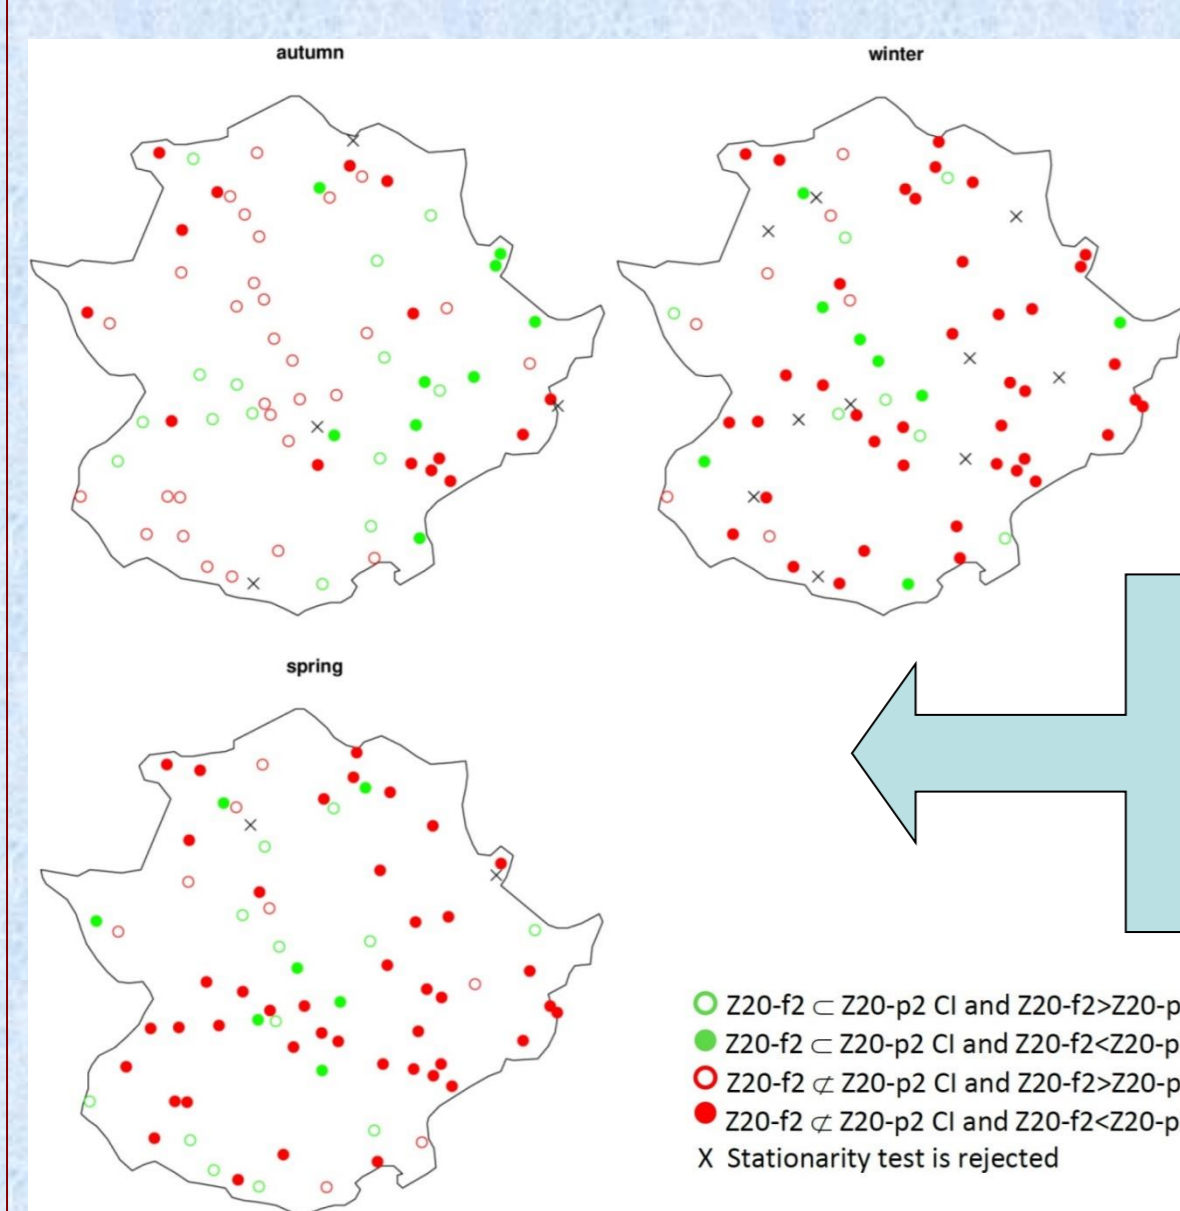 autumn
winter
spring
Z20-f2 ⊂ Z20-p2 CI and Z20-f2>Z20-p
Z20-f2 ⊂ Z20-p2 CI and Z20-f2<Z20-p
Z20-f2 ⊄ Z20-p2 CI and Z20-f2>Z20-p
Z20-f2 ⊄ Z20-p2 CI and Z20-f2<Z20-p
X Stationarity test is rejected